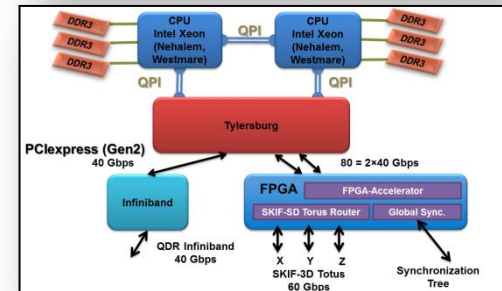 DDR3
DDR3
DDR3
CPU
Intel Xeon
(Nehalem,
Westmare)
QPI
CPU
Intel Xeon
(Nehalem,
Westmare)
DDR3
DDR3
DDR3
QPI
QPI
Tylersburg
PCIexpress (Gen2)
40 Gbps
80 = 2×40 Gbps
Infiniband
FPGA
FPGA-Accelerator
SKIF-SD Torus Router
Global Sync.
QDR Infiniband
40 Gbps
X Y Z
SKIF-3D Totus
60 Gbps
Synchronization
Tree